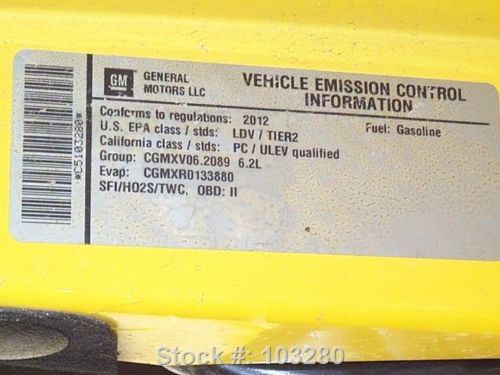 GM
GENERAL
MOTORS LLC
VEHICLE EMISSION CONTROL
INFORMATION
Conforms to regulations: 2012
Fuel: Gasoline
U.S. EPA class / stds: LDV / TIER2
California class / stds: PC / ULEV qualified
Group: CGMXV06.2089 6.2L
Evap: CGMXR0133880
SFI/HO2S/TWC, OBD: II
*C5103280*
Stock #: 103280